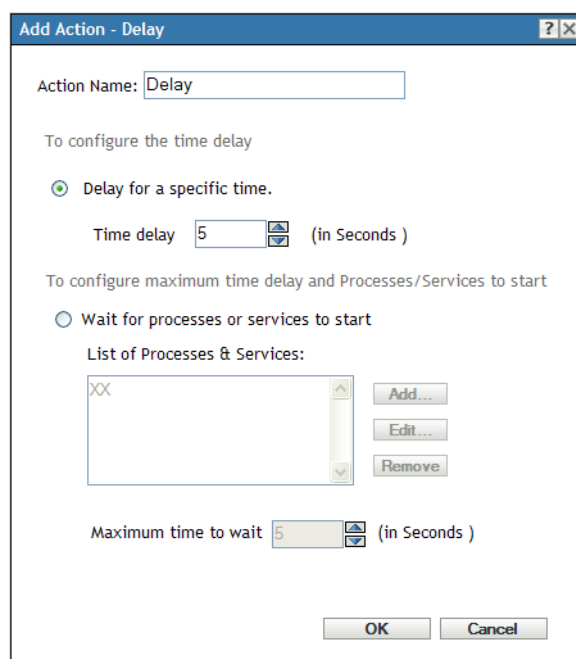 Add Action - Delay ? X
Action Name: Delay
To configure the time delay
Delay for a specific time.
Time delay 5 (in Seconds )
To configure maximum time delay and Processes/Services to start
Wait for processes or services to start
List of Processes & Services:
XX
Add...
Edit...
Remove
Maximum time to wait 5 (in Seconds )
OK Cancel